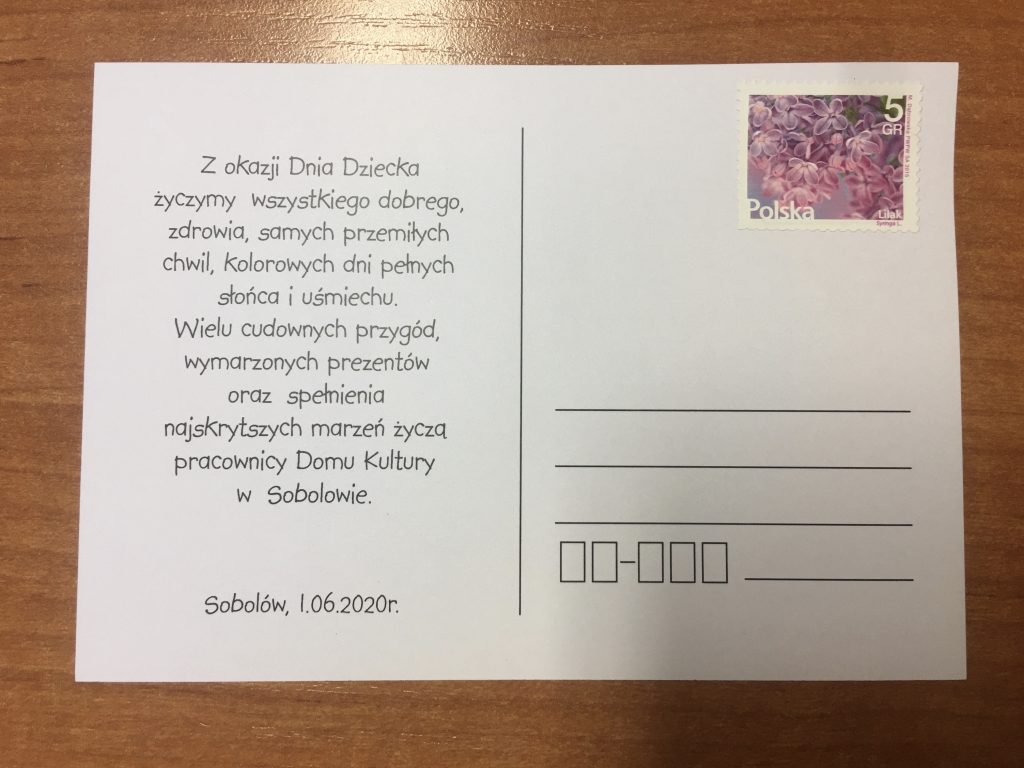 Z okazji Dnia Dziecka
życzymy wszystkiego dobrego,
zdrowia, samych przemiłych
chwil, kolorowych dni pełnych
słońca i uśmiechu.
Wielu cudownych przygód,
wymarzonych prezentów
oraz spełnienia
najskrytszych marzeń życzą
pracownicy Domu Kultury
w Sobolowie.
Sobolów, 1.06.2020r.
5
GR
Polska
Lilak
Syringa L.